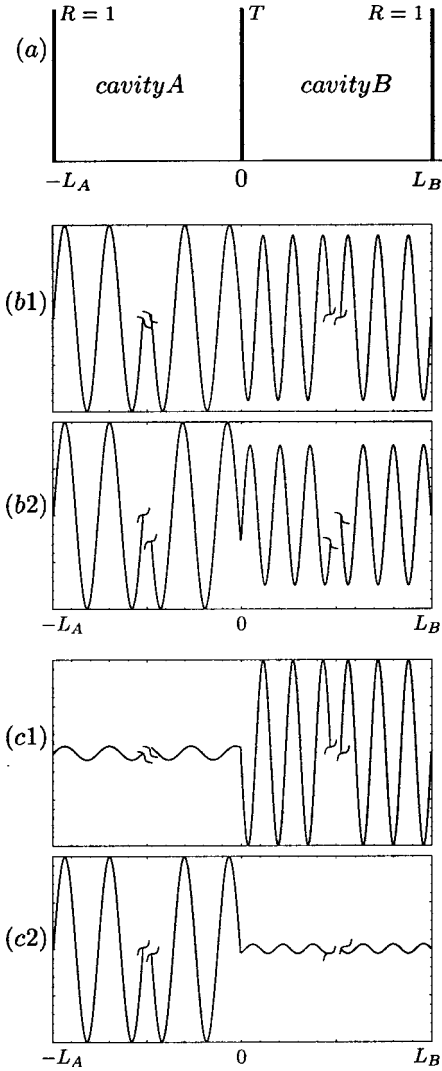 (a) R = 1 T R = 1
cavityA cavityB
−L_A 0 L_B
(b1)
(b2)
−L_A 0 L_B
(c1)
(c2)
−L_A 0 L_B